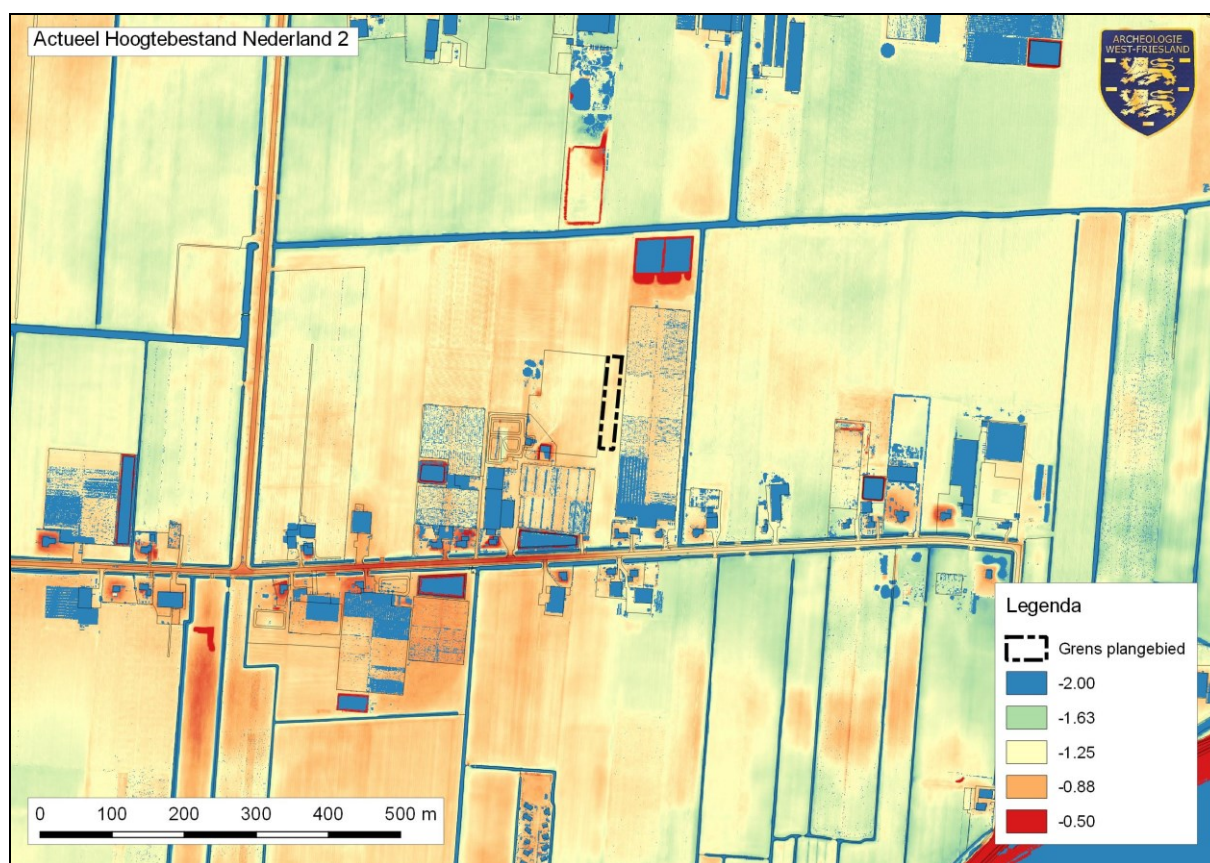 Actueel Hoogtebestand Nederland 2
ARCHEOLOGIE
WEST-FRIESLAND
Legenda
Grens plangebied
-2.00
-1.63
-1.25
-0.88
-0.50
0 100 200 300 400 500 m